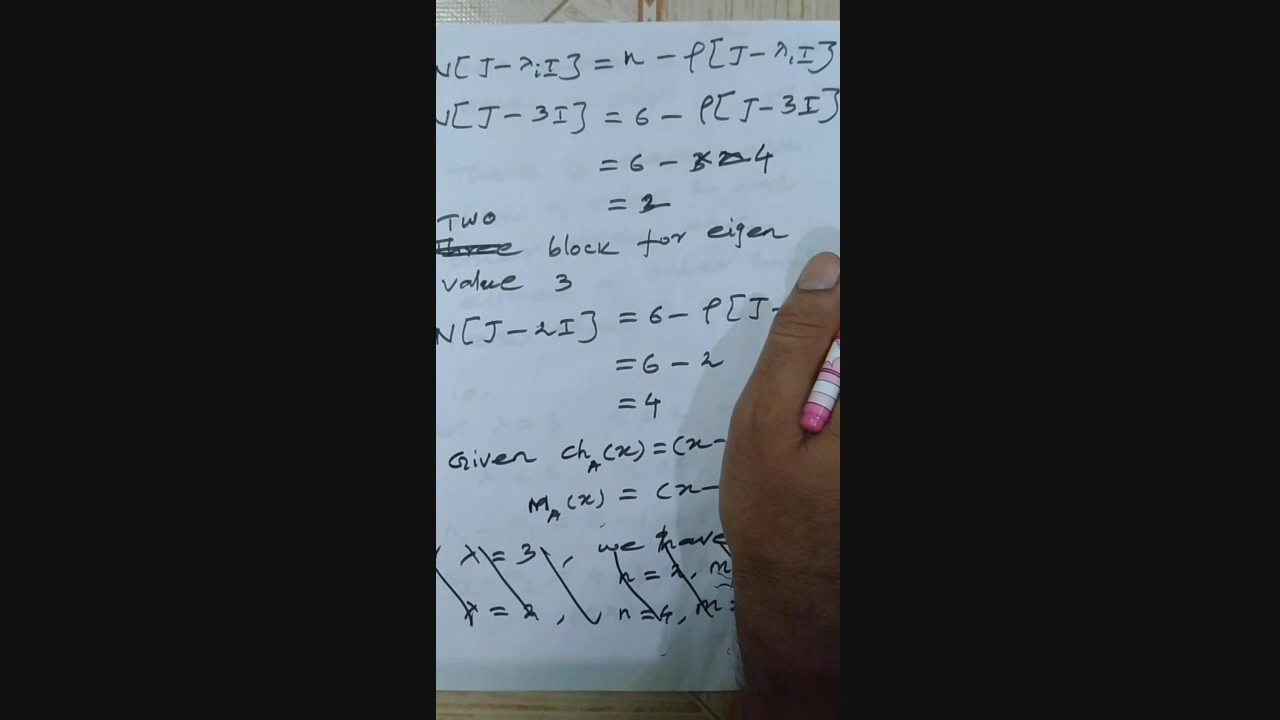 N[J-λᵢI] = n - ρ[J-λᵢI]
N[J-3I] = 6 - ρ[J-3I]
= 6 - 4
= 2
TWO
Three block for eigen
value 3
N[J-2I] = 6 - ρ[J-
= 6 - 2
= 4
Given ch_A(x) = (x-
M_A(x) = (x-
λ = 3, we have
n = 2, m
λ = 2, n = 4, m =